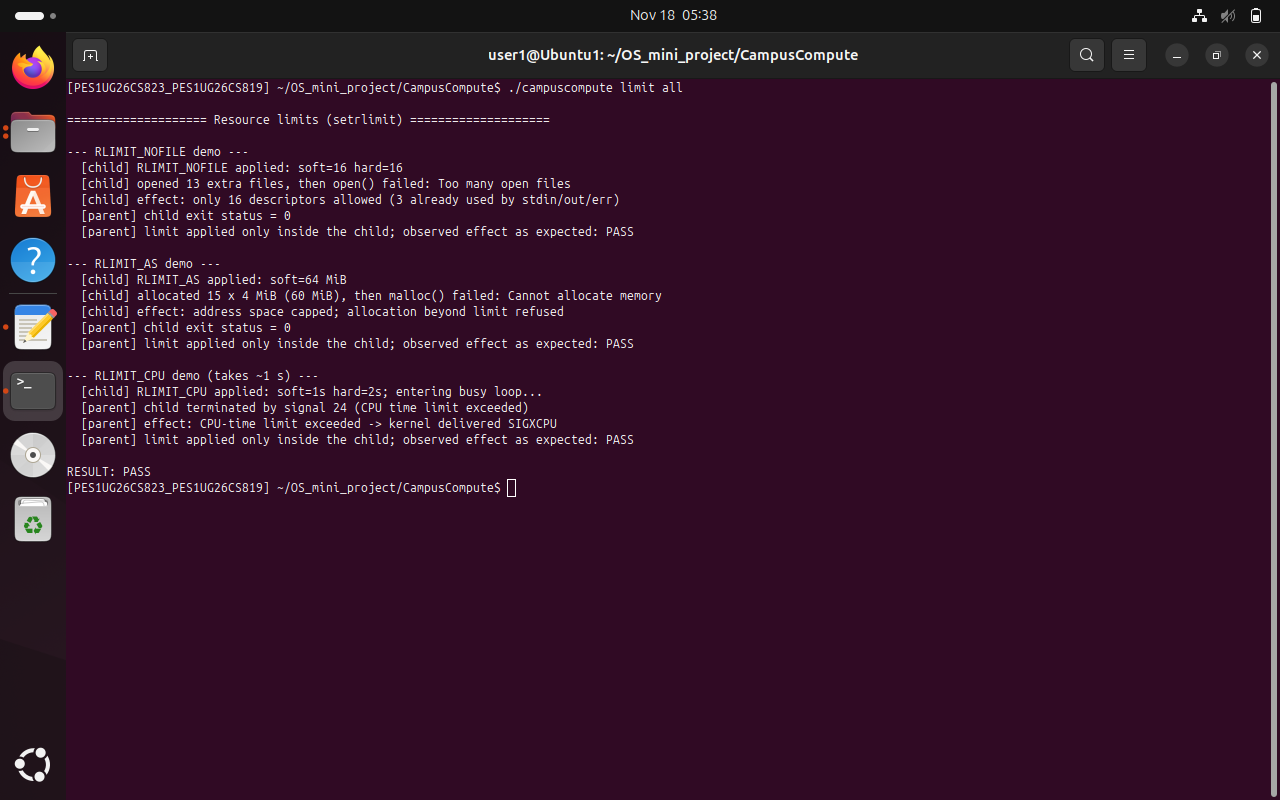 Nov 18 05:38
user1@Ubuntu1: ~/OS_mini_project/CampusCompute
[PES1UG26CS823_PES1UG26CS819] ~/OS_mini_project/CampusCompute$ ./campuscompute limit all
==================== Resource limits (setrlimit) ====================
--- RLIMIT_NOFILE demo ---
[child] RLIMIT_NOFILE applied: soft=16 hard=16
[child] opened 13 extra files, then open() failed: Too many open files
[child] effect: only 16 descriptors allowed (3 already used by stdin/out/err)
[parent] child exit status = 0
[parent] limit applied only inside the child; observed effect as expected: PASS
--- RLIMIT_AS demo ---
[child] RLIMIT_AS applied: soft=64 MiB
[child] allocated 15 x 4 MiB (60 MiB), then malloc() failed: Cannot allocate memory
[child] effect: address space capped; allocation beyond limit refused
[parent] child exit status = 0
[parent] limit applied only inside the child; observed effect as expected: PASS
--- RLIMIT_CPU demo (takes ~1 s) ---
[child] RLIMIT_CPU applied: soft=1s hard=2s; entering busy loop...
[parent] child terminated by signal 24 (CPU time limit exceeded)
[parent] effect: CPU-time limit exceeded -> kernel delivered SIGXCPU
[parent] limit applied only inside the child; observed effect as expected: PASS
RESULT: PASS
[PES1UG26CS823_PES1UG26CS819] ~/OS_mini_project/CampusCompute$